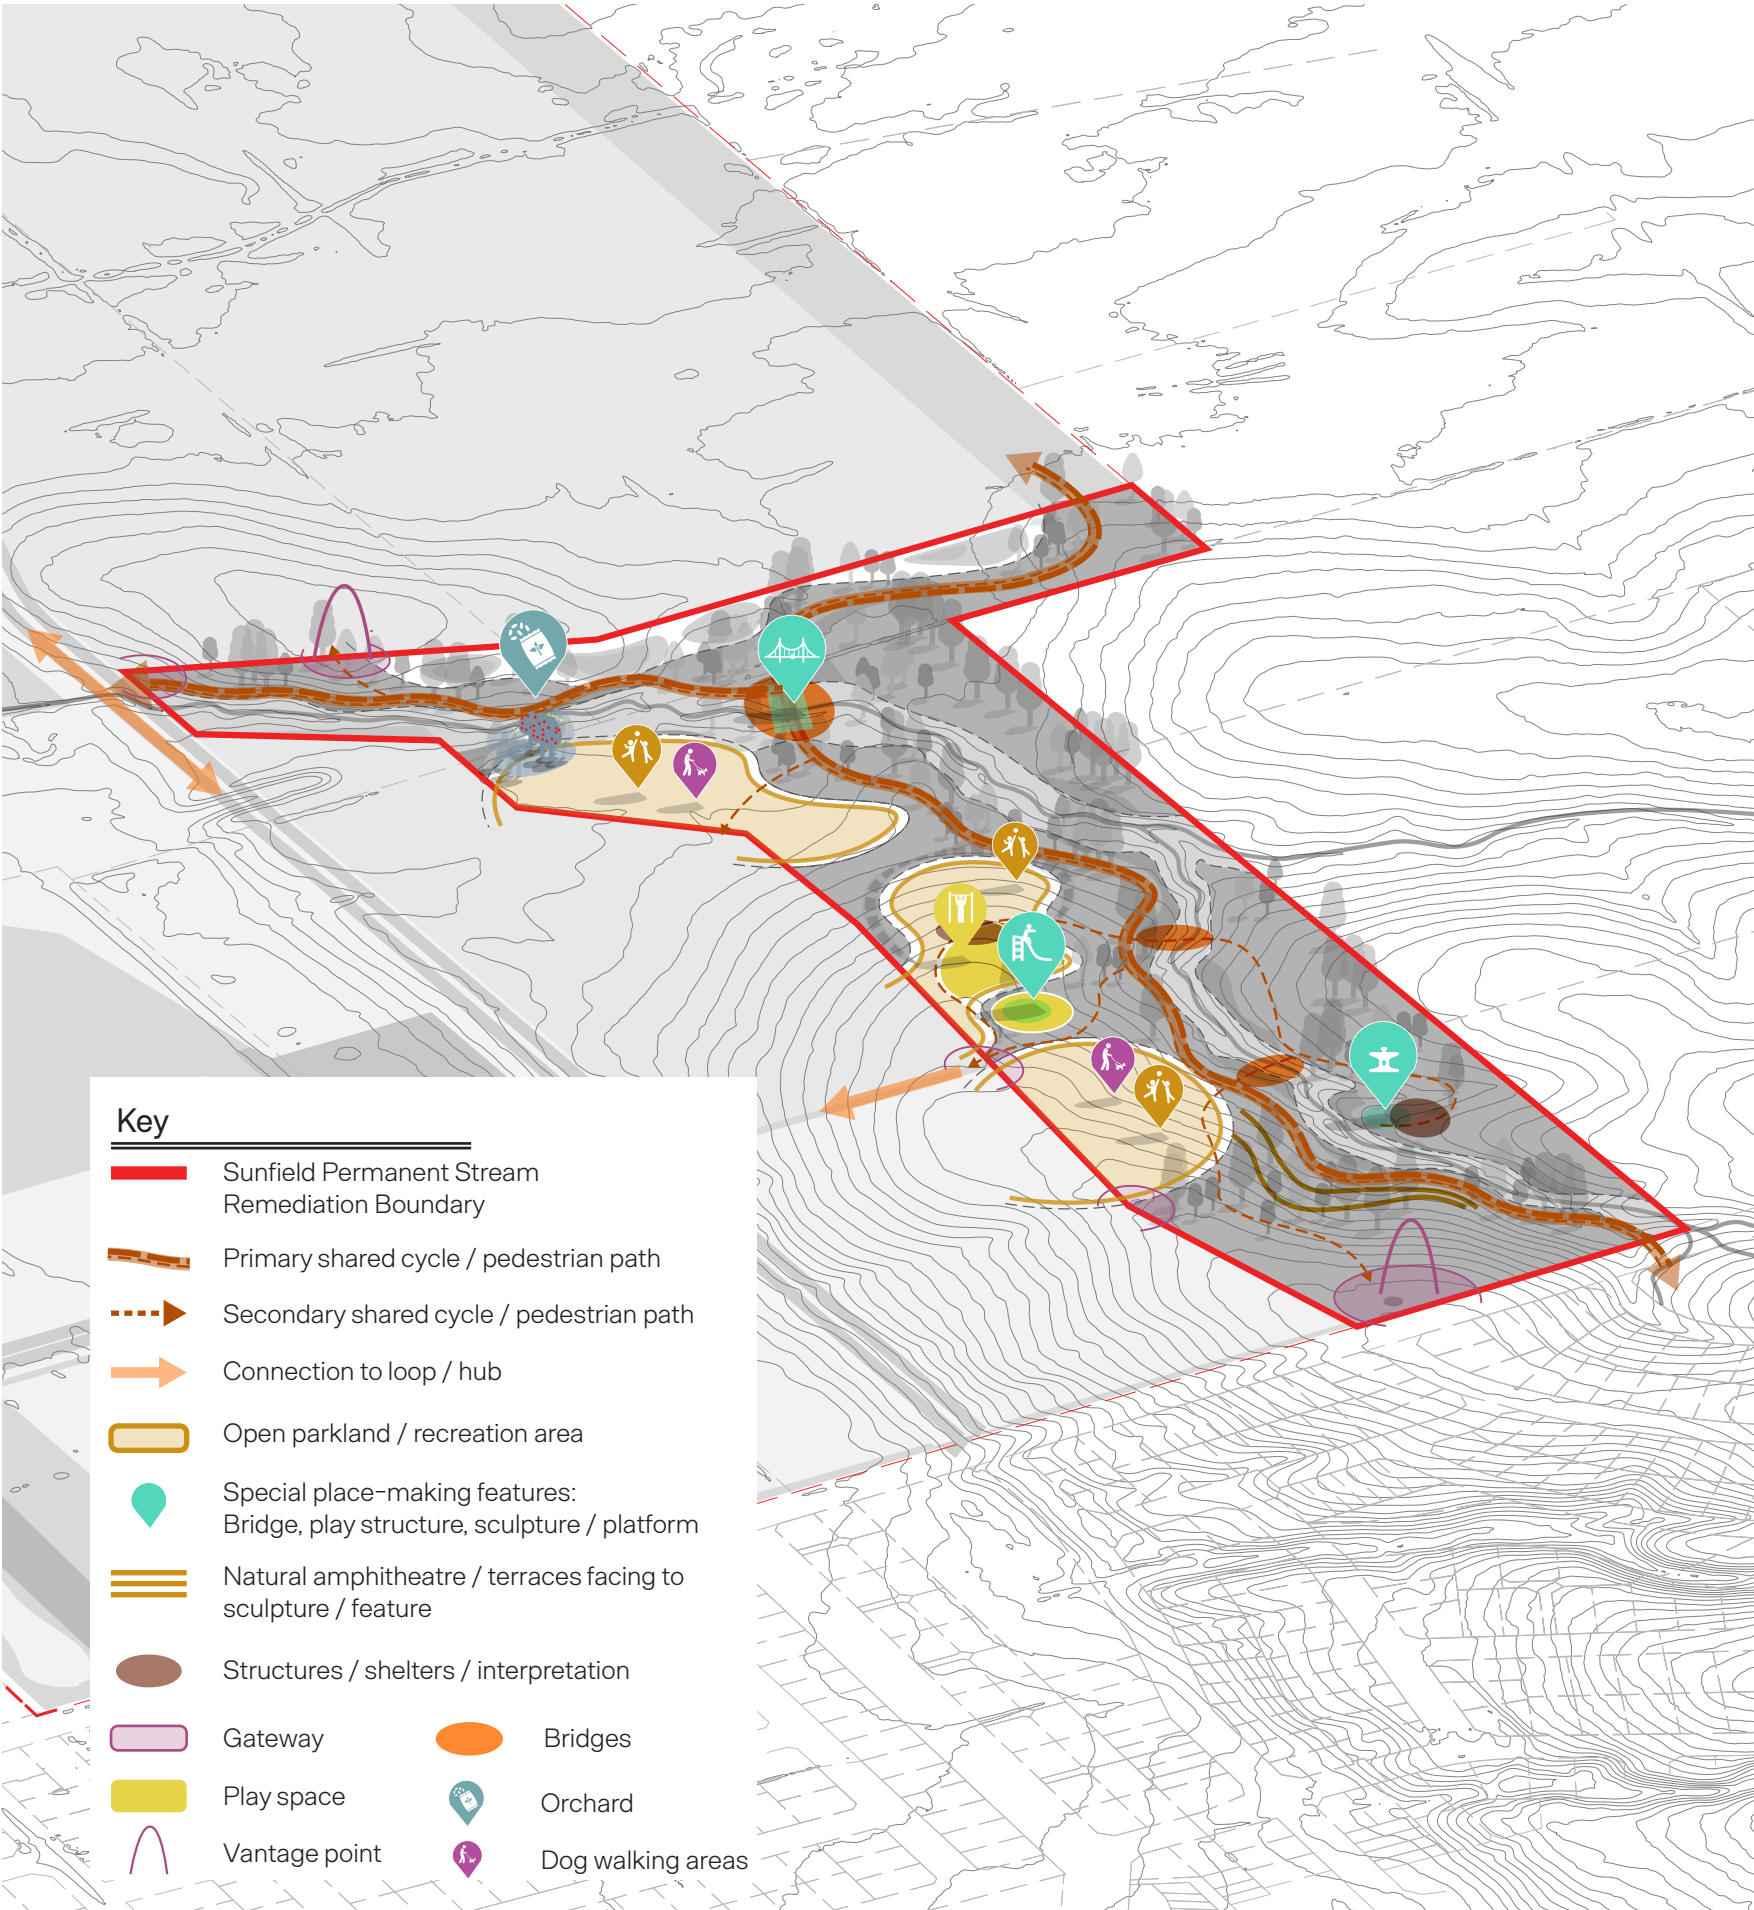 Key
Sunfield Permanent Stream
Remediation Boundary
Primary shared cycle / pedestrian path
Secondary shared cycle / pedestrian path
Connection to loop / hub
Open parkland / recreation area
Special place-making features:
Bridge, play structure, sculpture / platform
Natural amphitheatre / terraces facing to
sculpture / feature
Structures / shelters / interpretation
Gateway
Bridges
Play space
Orchard
Vantage point
Dog walking areas